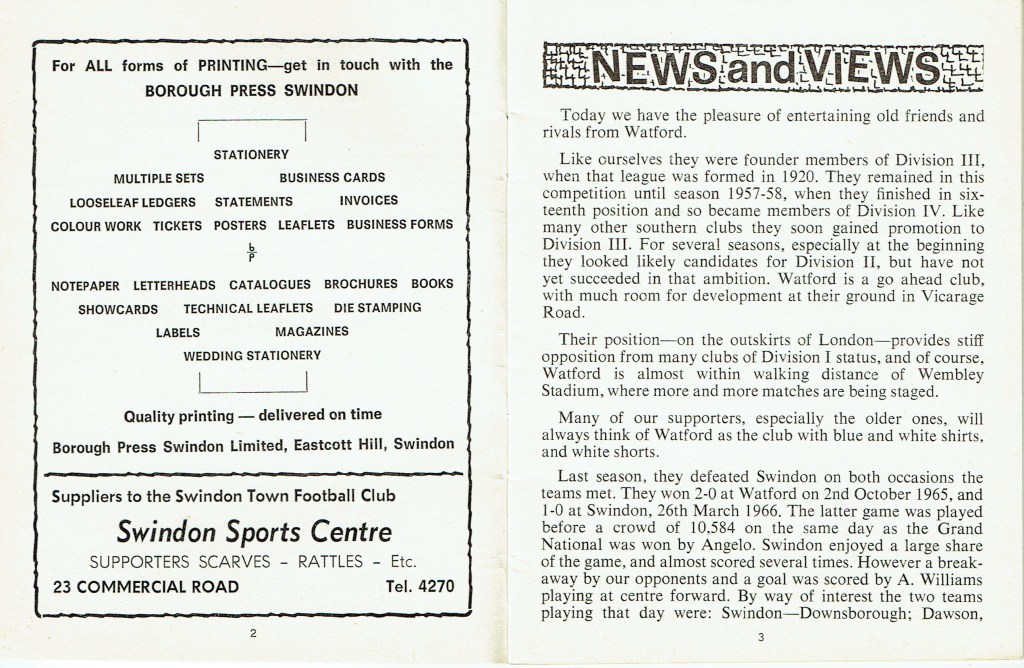 For ALL forms of PRINTING—get in touch with the
BOROUGH PRESS SWINDON
STATIONERY
MULTIPLE SETS BUSINESS CARDS
LOOSELEAF LEDGERS STATEMENTS INVOICES
COLOUR WORK TICKETS POSTERS LEAFLETS BUSINESS FORMS
b
p
NOTEPAPER LETTERHEADS CATALOGUES BROCHURES BOOKS
SHOWCARDS TECHNICAL LEAFLETS DIE STAMPING
LABELS MAGAZINES
WEDDING STATIONERY
Quality printing — delivered on time
Borough Press Swindon Limited, Eastcott Hill, Swindon
Suppliers to the Swindon Town Football Club
Swindon Sports Centre
SUPPORTERS SCARVES - RATTLES - Etc.
23 COMMERCIAL ROAD Tel. 4270
2
NEWS and VIEWS
Today we have the pleasure of entertaining old friends and
rivals from Watford.
Like ourselves they were founder members of Division III,
when that league was formed in 1920. They remained in this
competition until season 1957-58, when they finished in six-
teenth position and so became members of Division IV. Like
many other southern clubs they soon gained promotion to
Division III. For several seasons, especially at the beginning
they looked likely candidates for Division II, but have not
yet succeeded in that ambition. Watford is a go ahead club,
with much room for development at their ground in Vicarage
Road.
Their position—on the outskirts of London—provides stiff
opposition from many clubs of Division I status, and of course,
Watford is almost within walking distance of Wembley
Stadium, where more and more matches are being staged.
Many of our supporters, especially the older ones, will
always think of Watford as the club with blue and white shirts,
and white shorts.
Last season, they defeated Swindon on both occasions the
teams met. They won 2-0 at Watford on 2nd October 1965, and
1-0 at Swindon, 26th March 1966. The latter game was played
before a crowd of 10,584 on the same day as the Grand
National was won by Angelo. Swindon enjoyed a large share
of the game, and almost scored several times. However a break-
away by our opponents and a goal was scored by A. Williams
playing at centre forward. By way of interest the two teams
playing that day were: Swindon—Downsborough; Dawson,
3